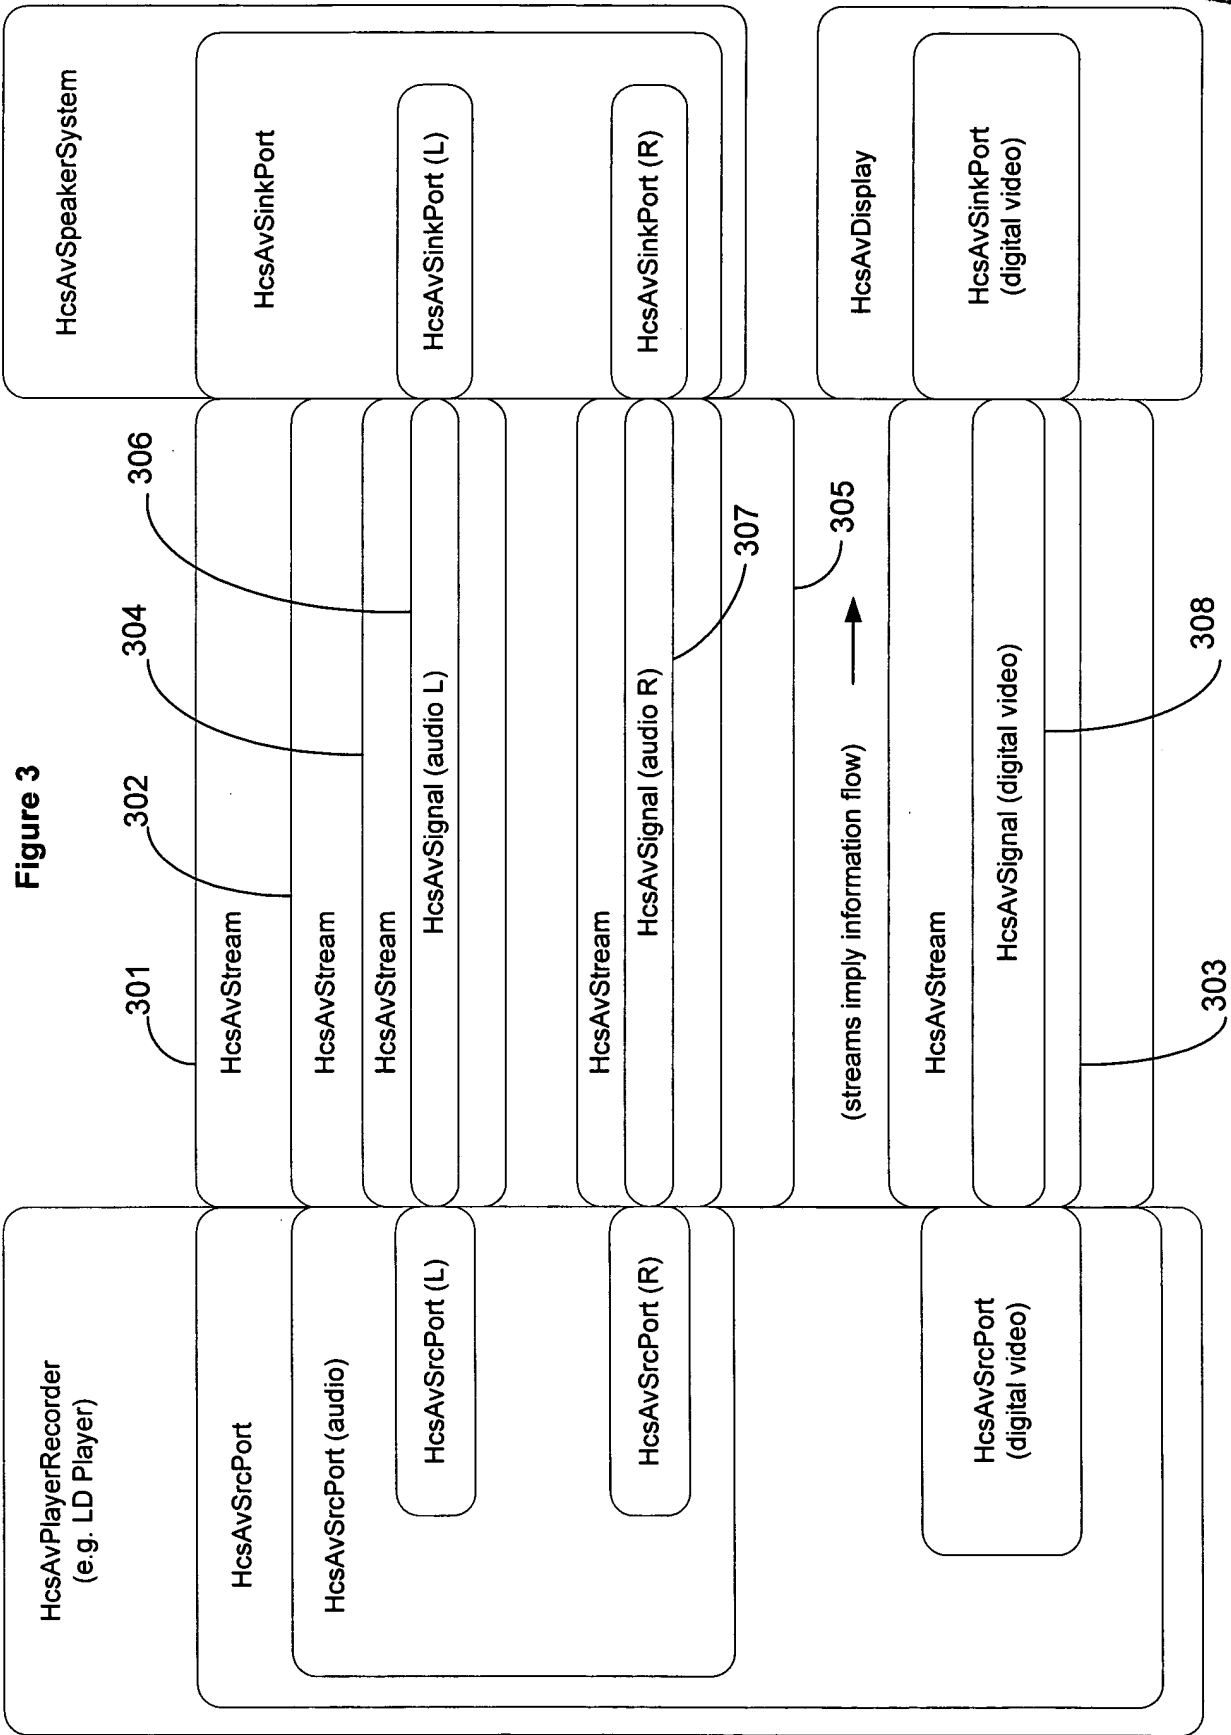 Figure 3
HcsAvPlayerRecorder
(e.g. LD Player)
HcsAvSrcPort
HcsAvSrcPort (audio)
HcsAvSrcPort (L)
HcsAvSrcPort (R)
HcsAvSrcPort
(digital video)
301
302
304
306
HcsAvStream
HcsAvStream
HcsAvStream
HcsAvSignal (audio L)
HcsAvStream
HcsAvSignal (audio R)
307
305
(streams imply information flow)
HcsAvStream
HcsAvSignal (digital video)
303
308
HcsAvSpeakerSystem
HcsAvSinkPort
HcsAvSinkPort (L)
HcsAvSinkPort (R)
HcsAvDisplay
HcsAvSinkPort
(digital video)